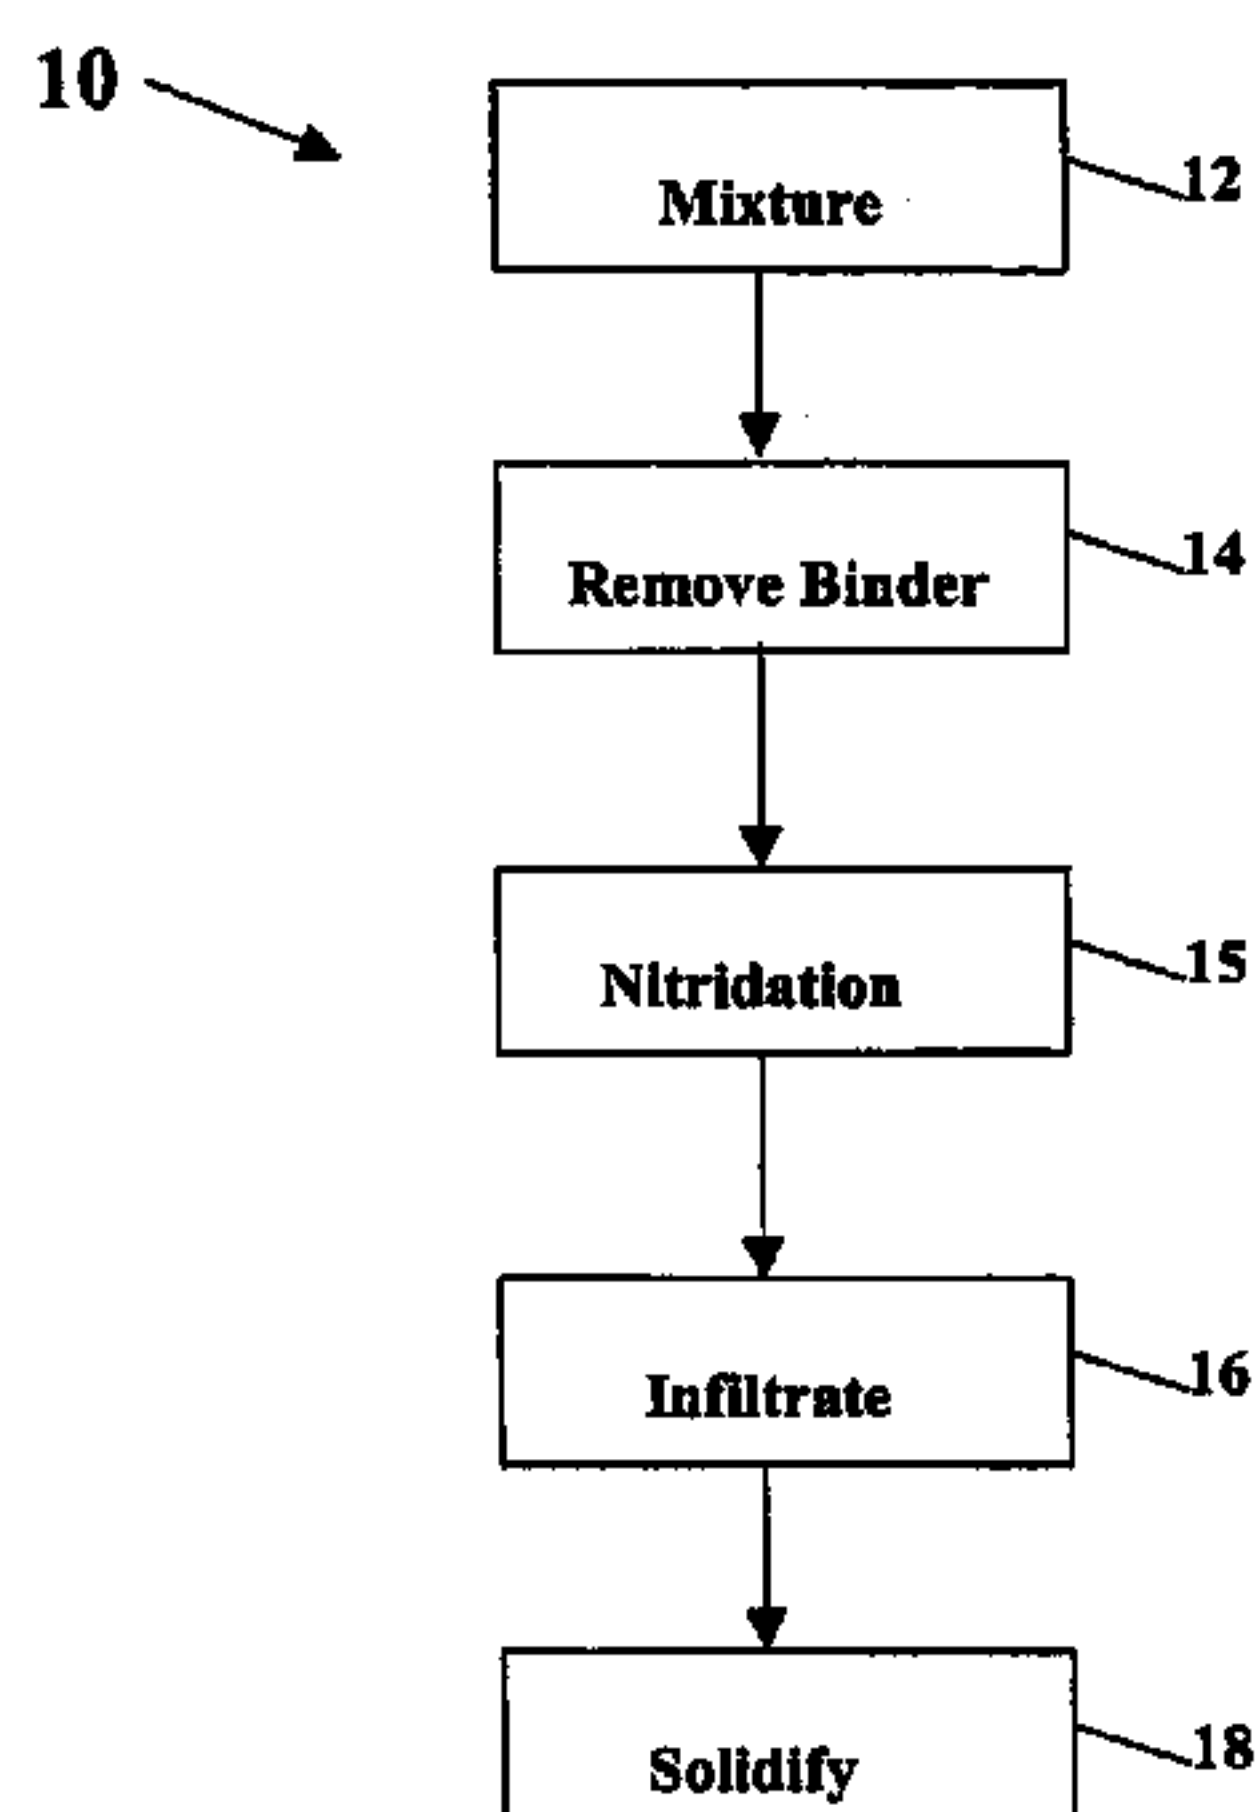 10
Mixture
12
Remove Binder
14
Nitridation
15
Infiltrate
16
Solidify
18